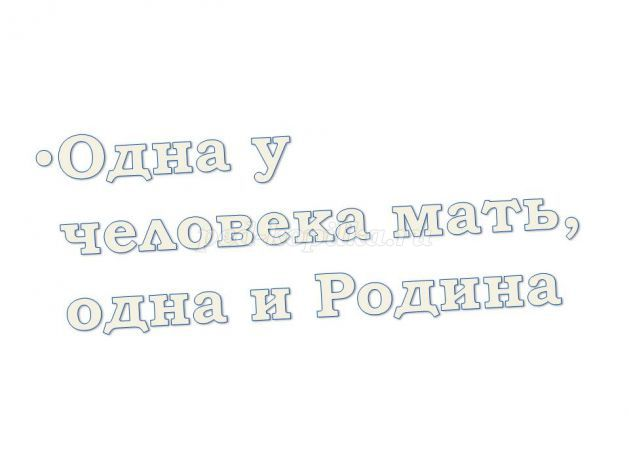 •Одна у
человека мать,
одна и Родина